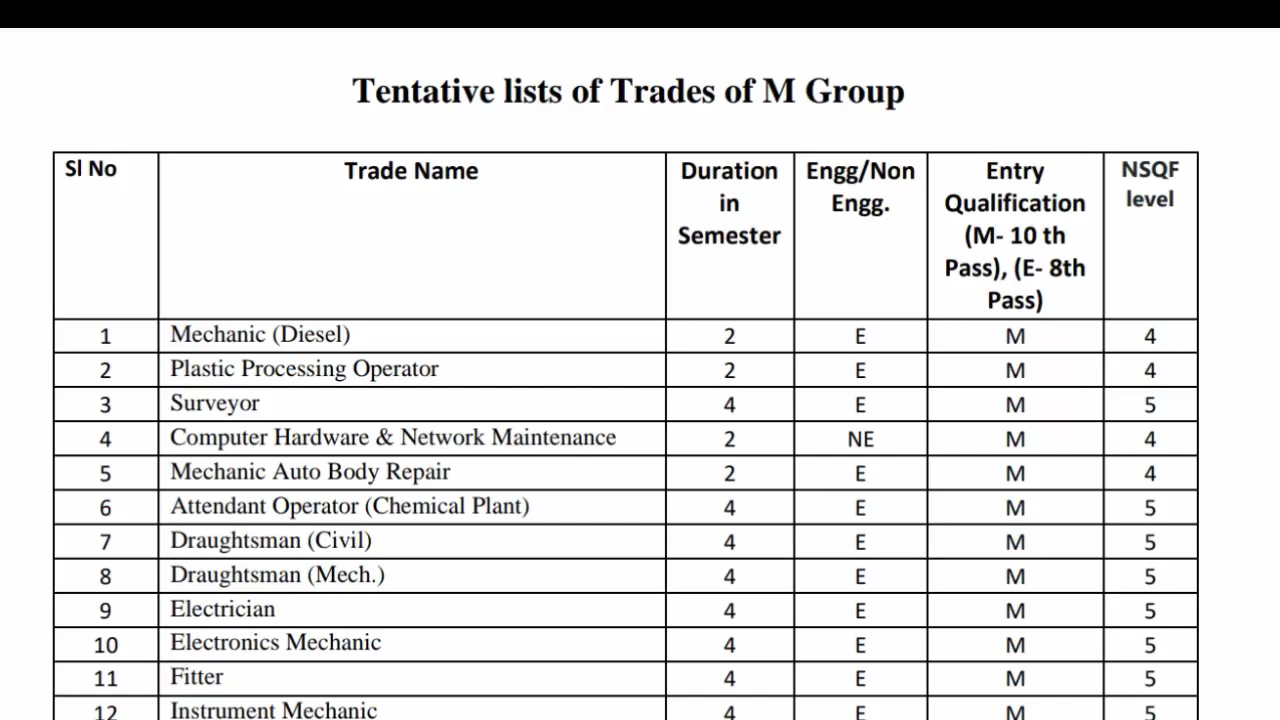 Tentative lists of Trades of M Group
Sl No Trade Name Duration in Semester Engg/Non Engg. Entry Qualification (M- 10 th Pass), (E- 8th Pass) NSQF level
1 Mechanic (Diesel) 2 E M 4
2 Plastic Processing Operator 2 E M 4
3 Surveyor 4 E M 5
4 Computer Hardware & Network Maintenance 2 NE M 4
5 Mechanic Auto Body Repair 2 E M 4
6 Attendant Operator (Chemical Plant) 4 E M 5
7 Draughtsman (Civil) 4 E M 5
8 Draughtsman (Mech.) 4 E M 5
9 Electrician 4 E M 5
10 Electronics Mechanic 4 E M 5
11 Fitter 4 E M 5
12 Instrument Mechanic 4 E M 5